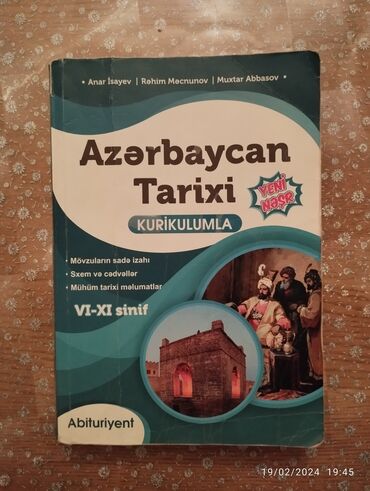 • Anar İsayev | Rəhim Məcnunov | Muxtar Abbasov •
Azərbaycan
Tarixi
YENİ
NƏŞR
KURİKULUMLA
• Mövzuların sadə izahı
• Sxem və cədvəllər
• Mühüm tarixi məlumatlar
VI-XI sinif
Abituriyent
19/02/2024 19:45